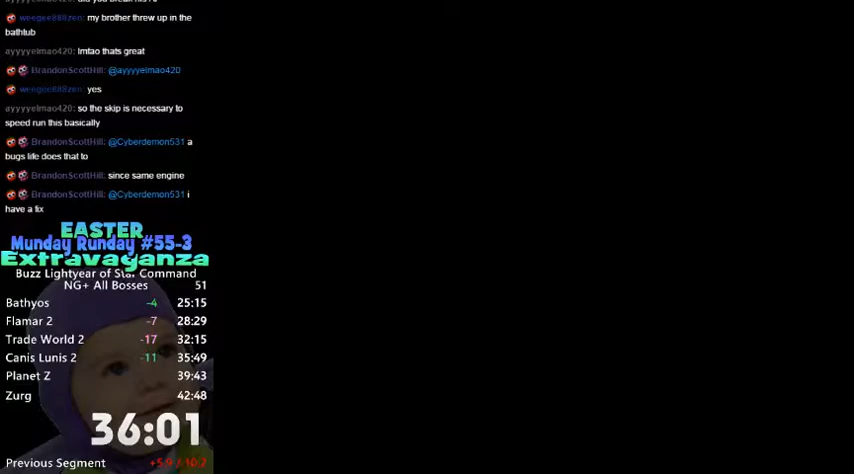 weegee888zen: my brother threw up in the
bathtub
ayyyyelmao420: lmfao thats great
BrandonScottHill: @ayyyyelmao420
weegee888zen: yes
ayyyyelmao420: so the skip is necessary to
speed run this basically
BrandonScottHill: @Cyberdemon531 a
bugs life does that to
BrandonScottHill: since same engine
BrandonScottHill: @Cyberdemon531 i
have a fix
EASTER
Munday Runday #55-3
Extravaganza
Buzz Lightyear of Star Command
NG+ All Bosses 51
Bathyos -4 25:15
Flamar 2 -7 28:29
Trade World 2 -17 32:15
Canis Lunis 2 -11 35:49
Planet Z 39:43
Zurg 42:48
36:01
Previous Segment +5.9 / 10.2